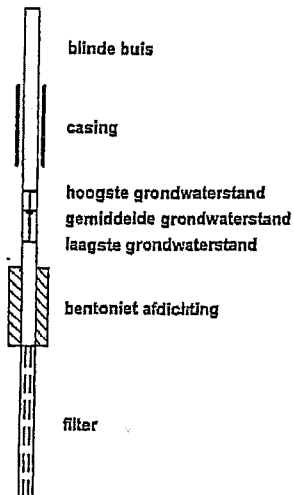 blinde buis
casing
hoogste grondwaterstand
gemiddelde grondwaterstand
laagste grondwaterstand
bentoniet afdichting
filter